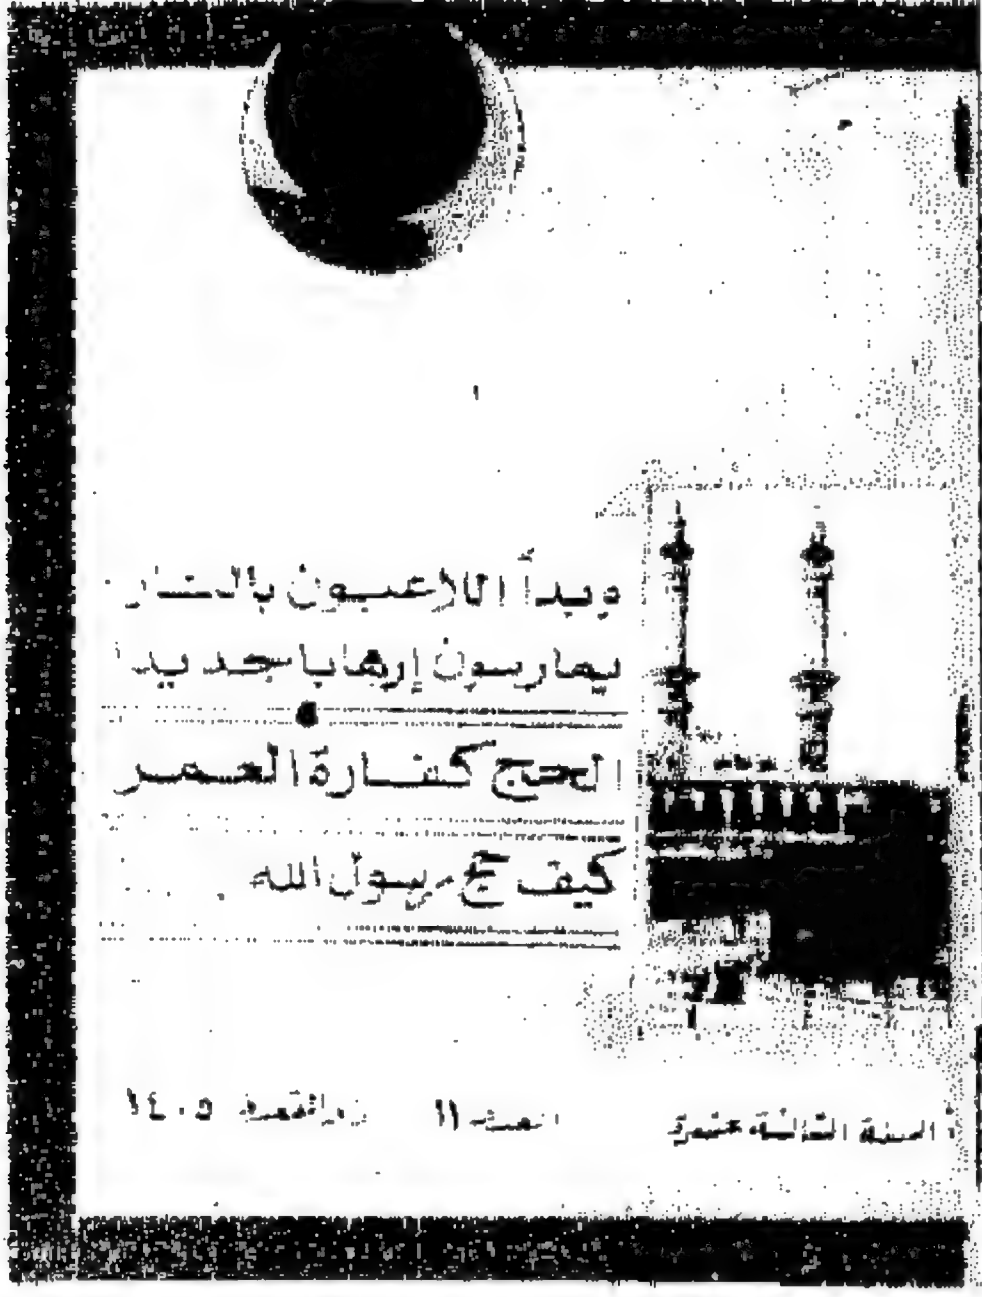 ويبدأ اللاعبون بالنار
يمارسون إرهابا جديدا
الحج كفارة العمر
كيف حج رسول الله
السنة الثالثة عشرة العدد ١١ ذو القعدة ١٤٠٥